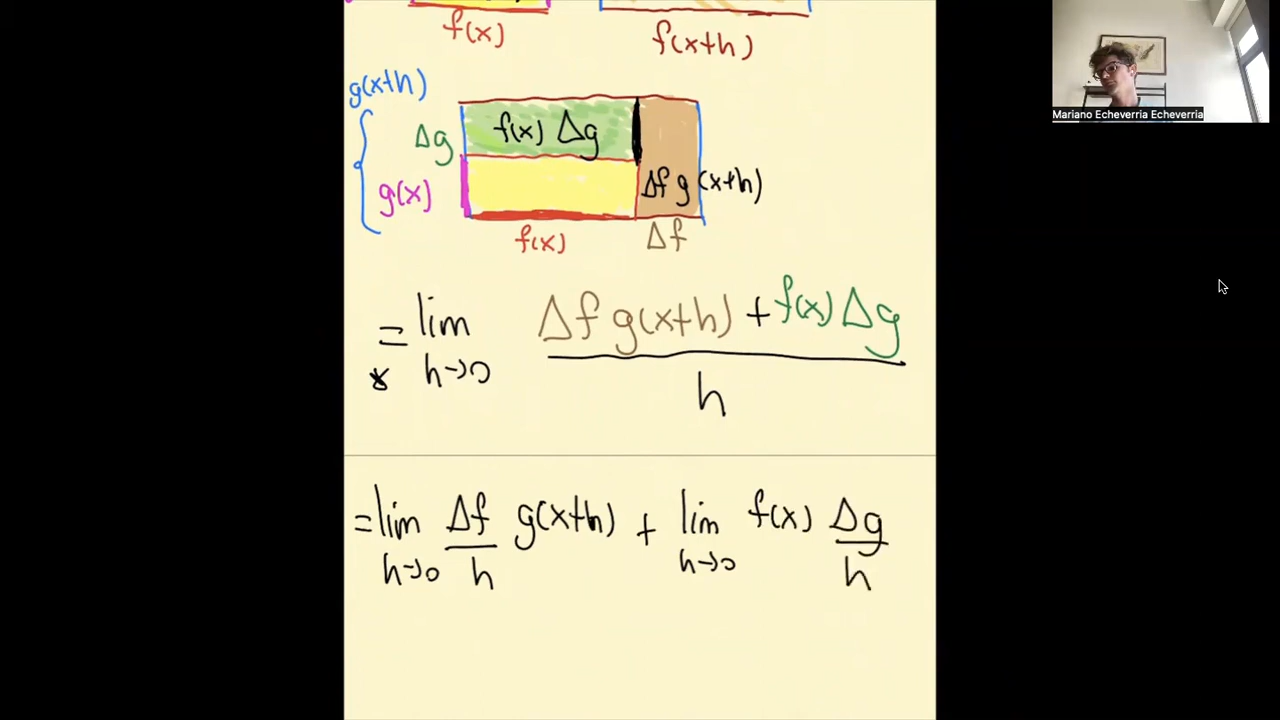 f(x) f(x+h)
g(x+h)
Δg f(x) Δg
g(x) Δf g(x+h)
f(x) Δf
= lim Δf g(x+h) + f(x) Δg
* h→0 h
= lim Δf g(x+h) + lim f(x) Δg
h→0 h h→0 h
Mariano Echeverria Echeverria